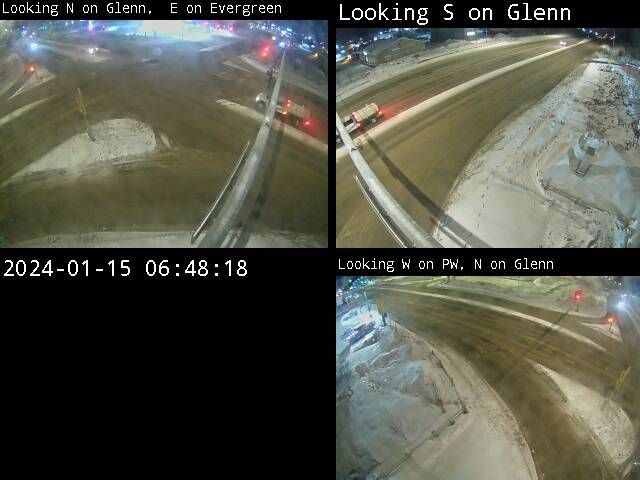 Looking N on Glenn,  E on Evergreen
Looking S on Glenn
2024-01-15 06:48:18
Looking W on PW, N on Glenn